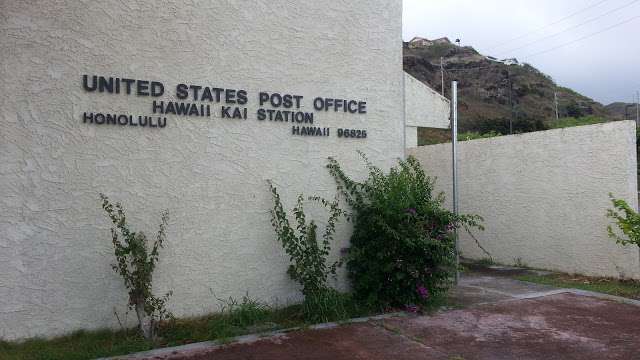 UNITED STATES POST OFFICE
HAWAII KAI STATION
HONOLULU HAWAII 96825